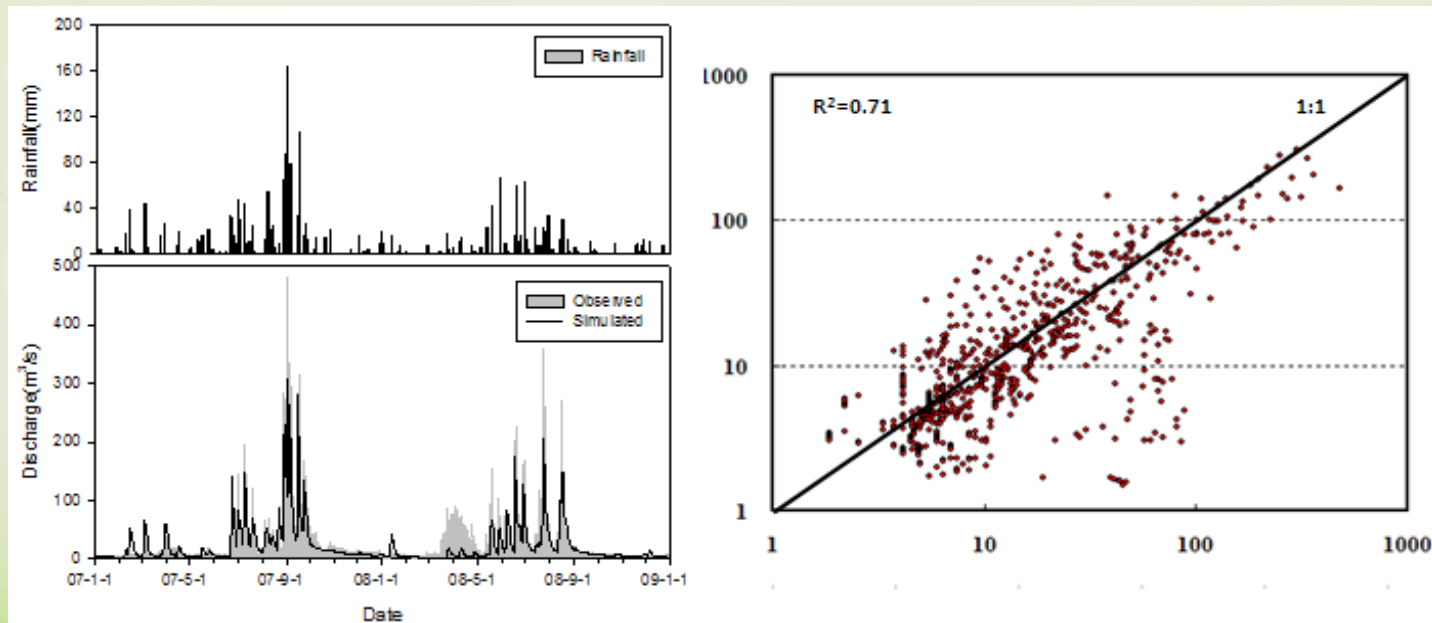 200
160
120
80
40
0
Rainfall(mm)
Rainfall
500
400
300
200
100
0
Discharge(m³/s)
Observed
Simulated
07-1-1 07-5-1 07-9-1 08-1-1 08-5-1 08-9-1 09-1-1
Date
1000
100
10
1
R²=0.71
1:1
1 10 100 1000